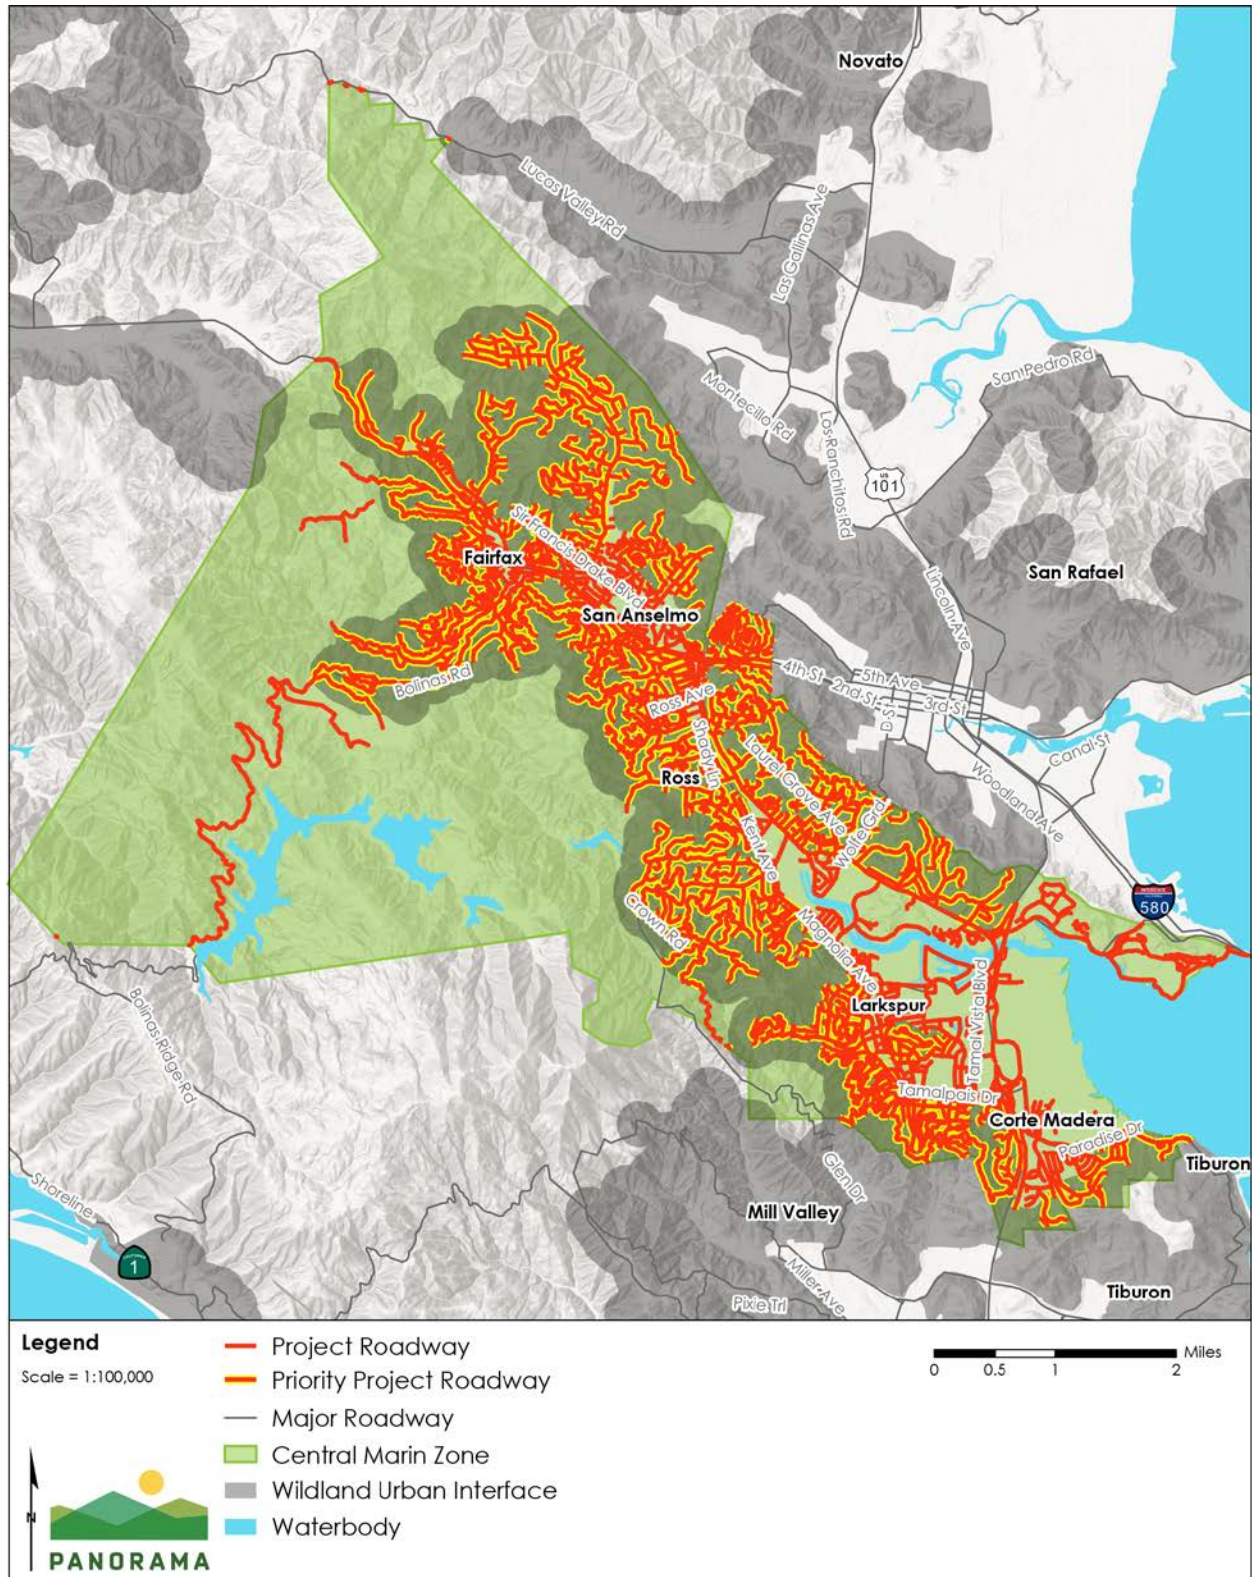 Novato
Lucas Valley Rd
Las Gallinas Ave
San Pedro Rd
Montecillo Rd
Los Ranchitos Rd
US
101
Sir Francis Drake Blvd
Fairfax
San Rafael
Lincoln Ave
San Anselmo
Bolinas Rd
4th St
5th Ave
2nd St
3rd St
D St
Ross Ave
Shady Ln
Canal St
Laurel Grove Ave
Woodland Ave
Ross
Kent Ave
Wolfe Grd
INTERSTATE
CALIFORNIA
580
Crown Rd
Magnolia Ave
Larkspur
Tamal Vista Blvd
Bolinas Ridge Rd
Tamalpais Dr
Corte Madera
Paradise Dr
Tiburon
Glen Dr
Shoreline
Mill Valley
CALIFORNIA
1
Miller Ave
Pixie Trl
Tiburon
Legend
Scale = 1:100,000
Project Roadway
Priority Project Roadway
Major Roadway
Central Marin Zone
Wildland Urban Interface
Waterbody
0 0.5 1 2 Miles
N
PANORAMA